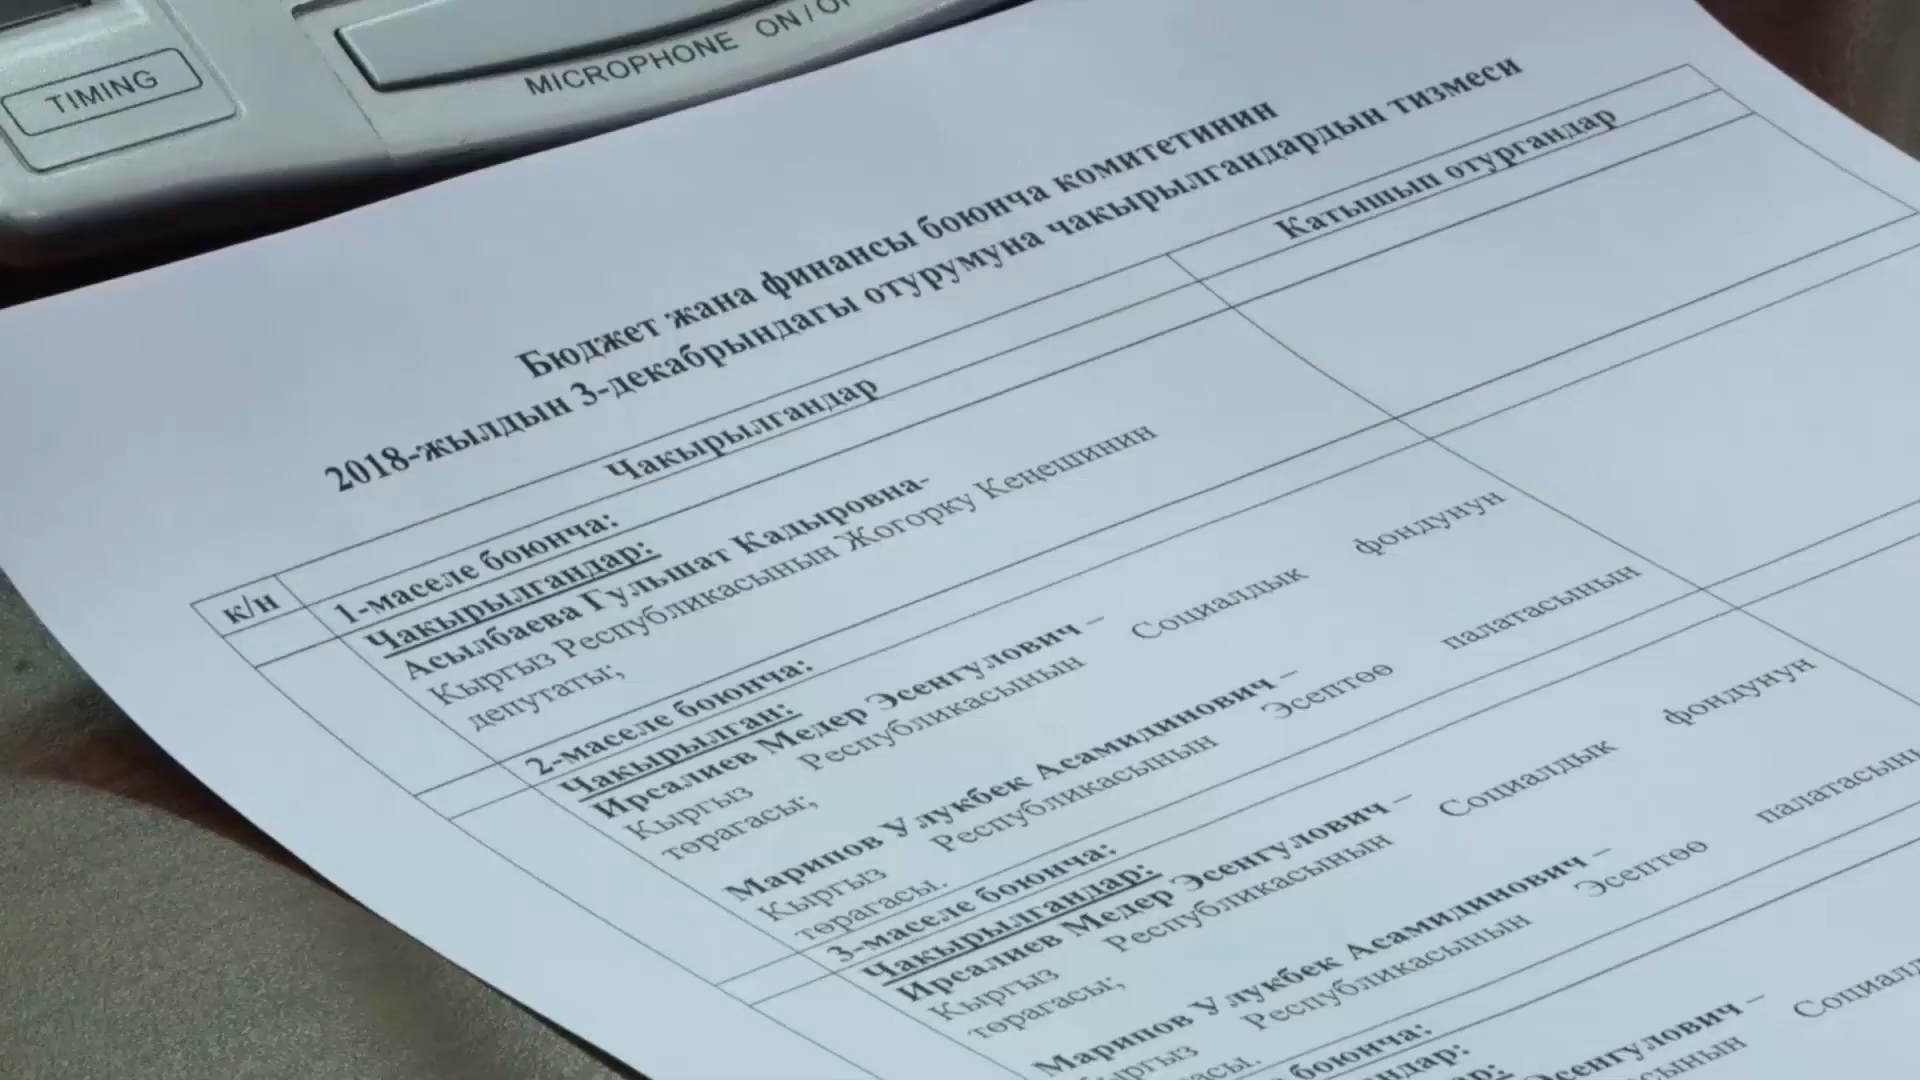 TIMING
MICROPHONE ON /
Бюджет жана финансы боюнча комитетинин
2018-жылдын 3-декабрындагы отурумуна чакырылгандардын тизмеси
к/н Чакырылгандар Катышып отургандар
1-маселе боюнча:
Чакырылгандар:
Асылбаева Гульшат Кадыровна-
Кыргыз Республикасынын Жогорку Кеңешинин
депутаты;
2-маселе боюнча:
Чакырылган:
Ирсалиев Медер Эсенгулович –
Кыргыз Республикасынын Социалдык фондунун
төрагасы;
Марипов Улукбек Асамидинович –
Кыргыз Республикасынын Эсептөө палатасынын
төрагасы.
3-маселе боюнча:
Чакырылгандар:
Ирсалиев Медер Эсенгулович –
Кыргыз Республикасынын Социалдык фондунун
төрагасы;
Марипов Улукбек Асамидинович –
Республикасынын Эсептөө
боюнча: